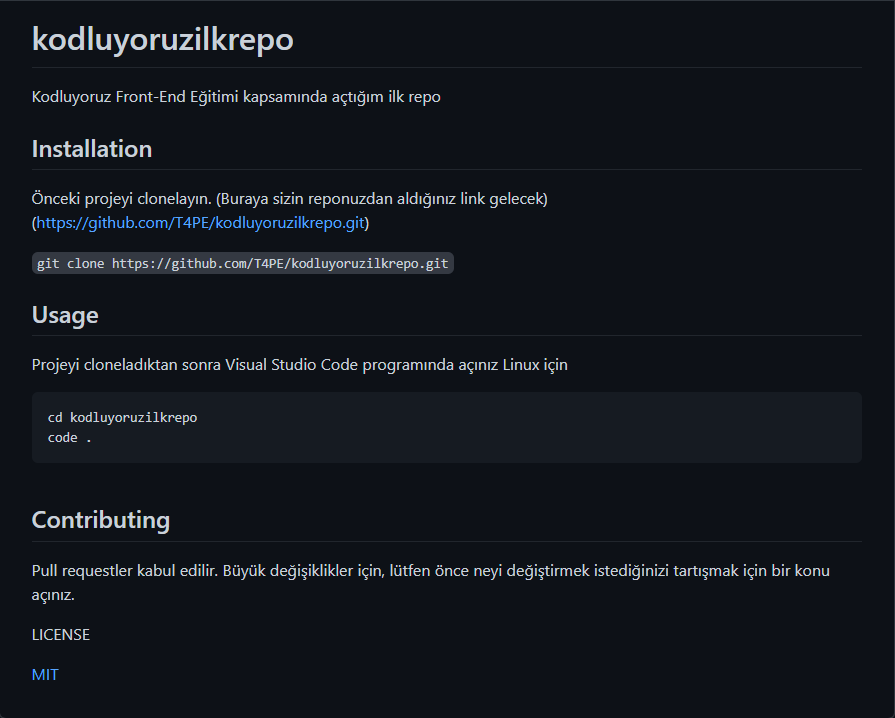 kodluyoruzilkrepo
Kodluyoruz Front-End Eğitimi kapsamında açtığım ilk repo
Installation
Önceki projeyi clonelayın. (Buraya sizin reponuzdan aldığınız link gelecek)
(https://github.com/T4PE/kodluyoruzilkrepo.git)
git clone https://github.com/T4PE/kodluyoruzilkrepo.git
Usage
Projeyi cloneladıktan sonra Visual Studio Code programında açınız Linux için
cd kodluyoruzilkrepo
code .
Contributing
Pull requestler kabul edilir. Büyük değişiklikler için, lütfen önce neyi değiştirmek istediğinizi tartışmak için bir konu
açınız.
LICENSE
MIT